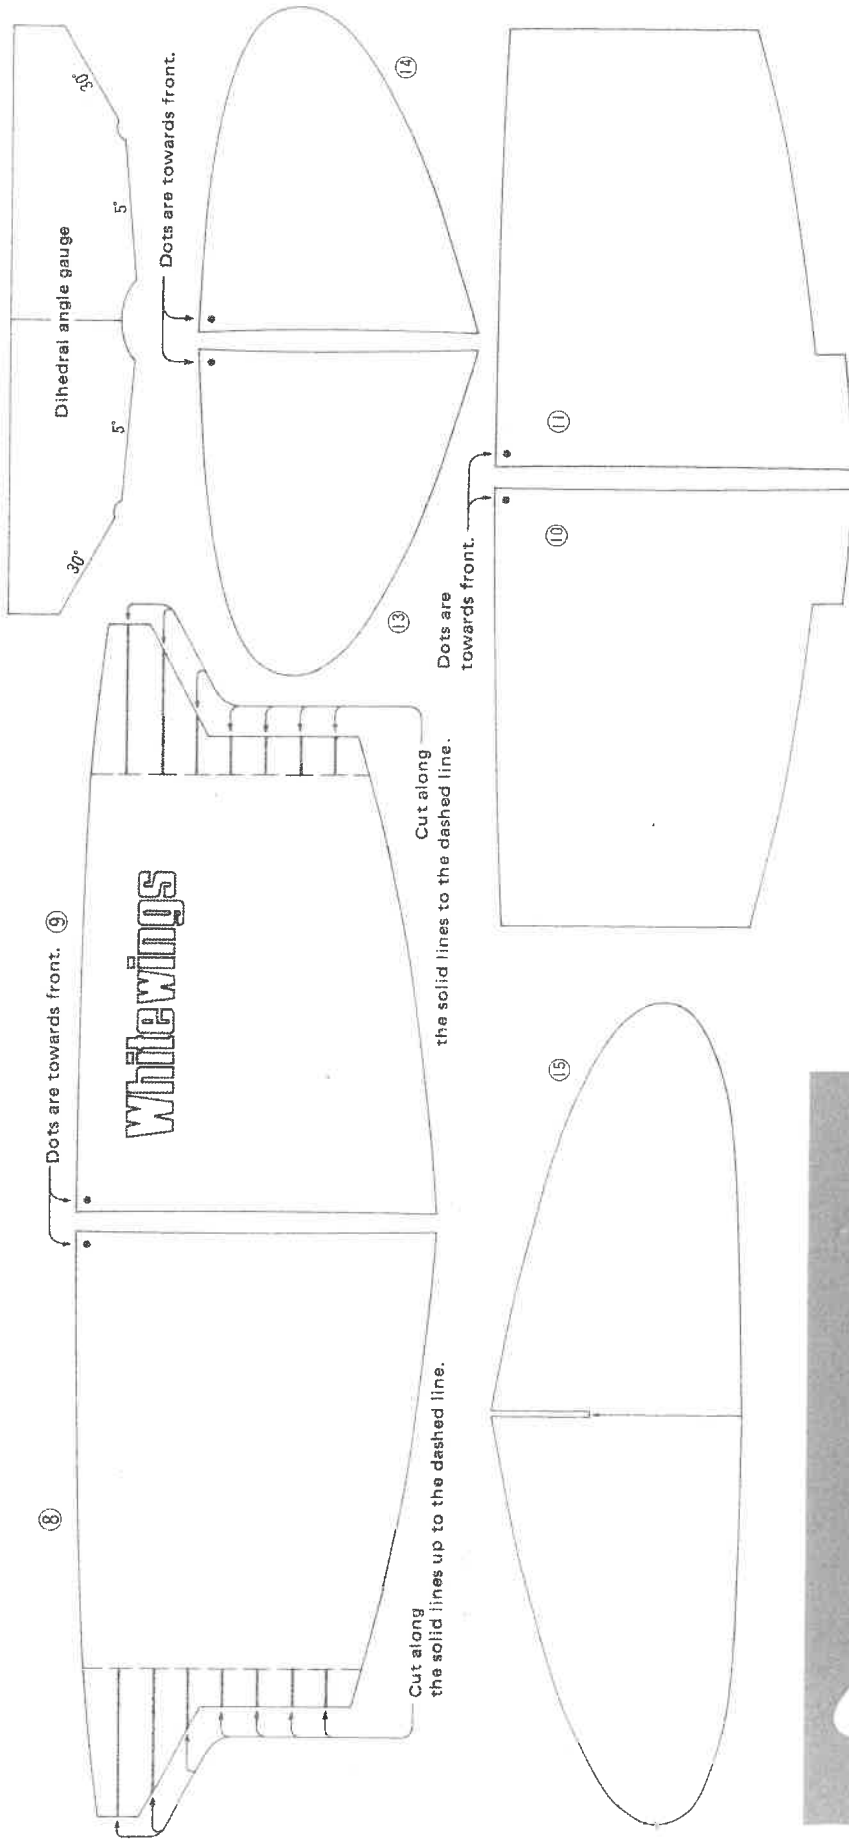 Dots are towards front.
⑧
⑨
Whitewings
Cut along
the solid lines up to the dashed line.
Cut along
the solid lines to the dashed line.
30°
5°
Dihedral angle gauge
5°
30°
Dots are towards front.
⑬
⑭
Dots are
towards front.
⑩
⑪
⑮